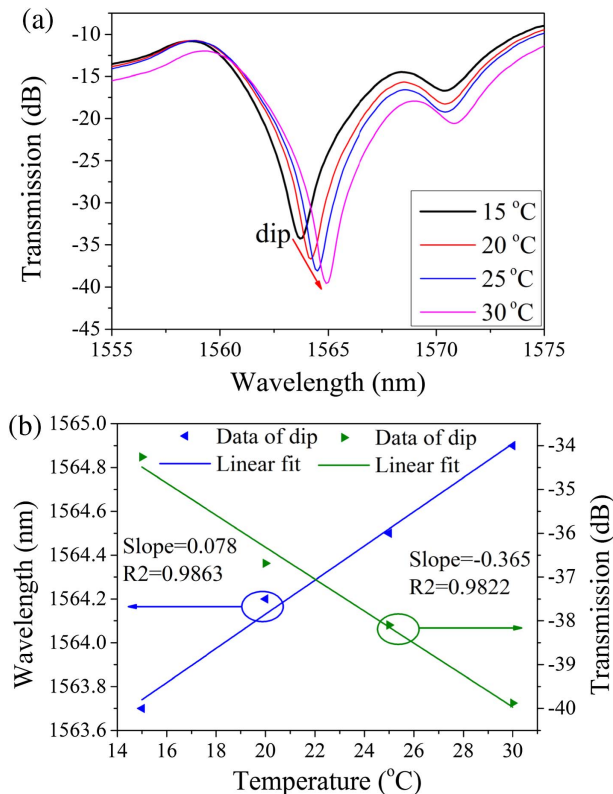 (a)
-10
-15
-20
-25
-30
-35
-40
-45
Transmission (dB)
dip
15 °C
20 °C
25 °C
30 °C
1555 1560 1565 1570 1575
Wavelength (nm)
(b)
1565.0
1564.8
1564.6
1564.4
1564.2
1564.0
1563.8
1563.6
Wavelength (nm)
Data of dip Data of dip
Linear fit Linear fit
Slope=0.078
R2=0.9863
Slope=-0.365
R2=0.9822
-34
-35
-36
-37
-38
-39
-40
Transmission (dB)
14 16 18 20 22 24 26 28 30
Temperature (°C)